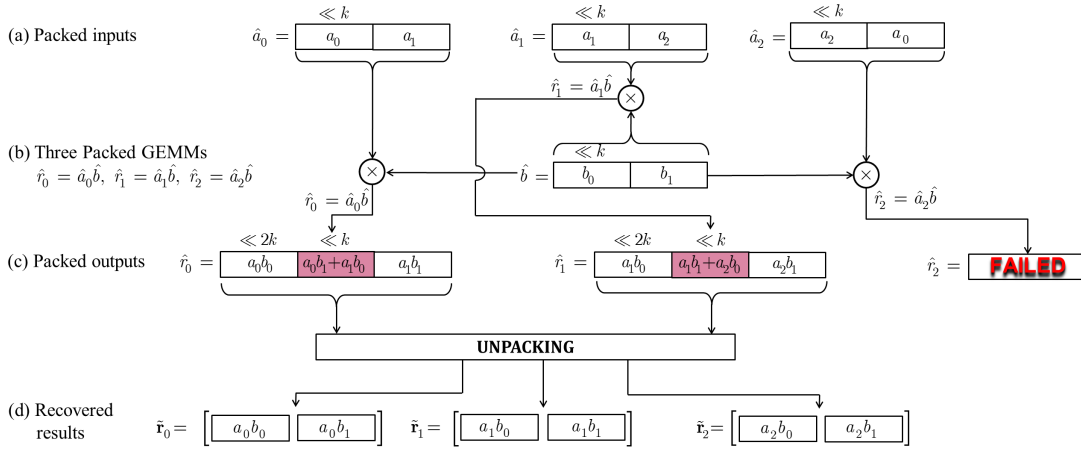 ≪ k ≪ k ≪ k
(a) Packed inputs â₀ = a₀ a₁ â₁ = a₁ a₂ â₂ = a₂ a₀
r̂₁ = â₁b̂ ×
(b) Three Packed GEMMs ≪ k
r̂₀ = â₀b̂, r̂₁ = â₁b̂, r̂₂ = â₂b̂ × b̂ = b₀ b₁ ×
r̂₀ = â₀b̂ r̂₂ = â₂b̂
≪ 2k ≪ k ≪ 2k ≪ k
(c) Packed outputs r̂₀ = a₀b₀ a₀b₁+a₁b₀ a₁b₁ r̂₁ = a₁b₀ a₁b₁+a₂b₀ a₂b₁ r̂₂ = FAILED
UNPACKING
(d) Recovered
results r̃₀= [ a₀b₀ a₀b₁ ] r̃₁= [ a₁b₀ a₁b₁ ] r̃₂= [ a₂b₀ a₂b₁ ]